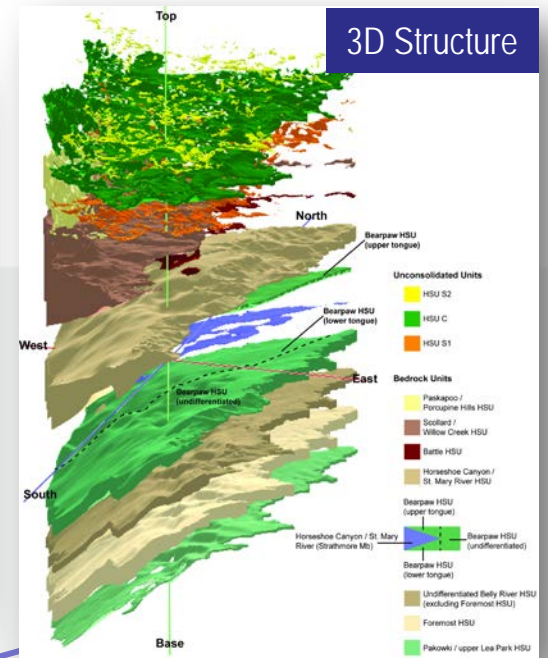 3D Structure
Top
North
Bearpaw HSU
(upper tongue)
Bearpaw HSU
(lower tongue)
West
East
Bearpaw HSU
(undifferentiated)
South
Base
Unconsolidated Units
HSU S2
HSU C
HSU S1
Bedrock Units
Paskapoo /
Porcupine Hills HSU
Scollard /
Willow Creek HSU
Battle HSU
Horseshoe Canyon /
St. Mary River HSU
Bearpaw HSU
(upper tongue)
Horseshoe Canyon / St. Mary
River (Strathmore Mb)
Bearpaw HSU
(undifferentiated)
Bearpaw HSU
(lower tongue)
Undifferentiated Belly River HSU
(excluding Foremost HSU)
Foremost HSU
Pakowki / upper Lea Park HSU